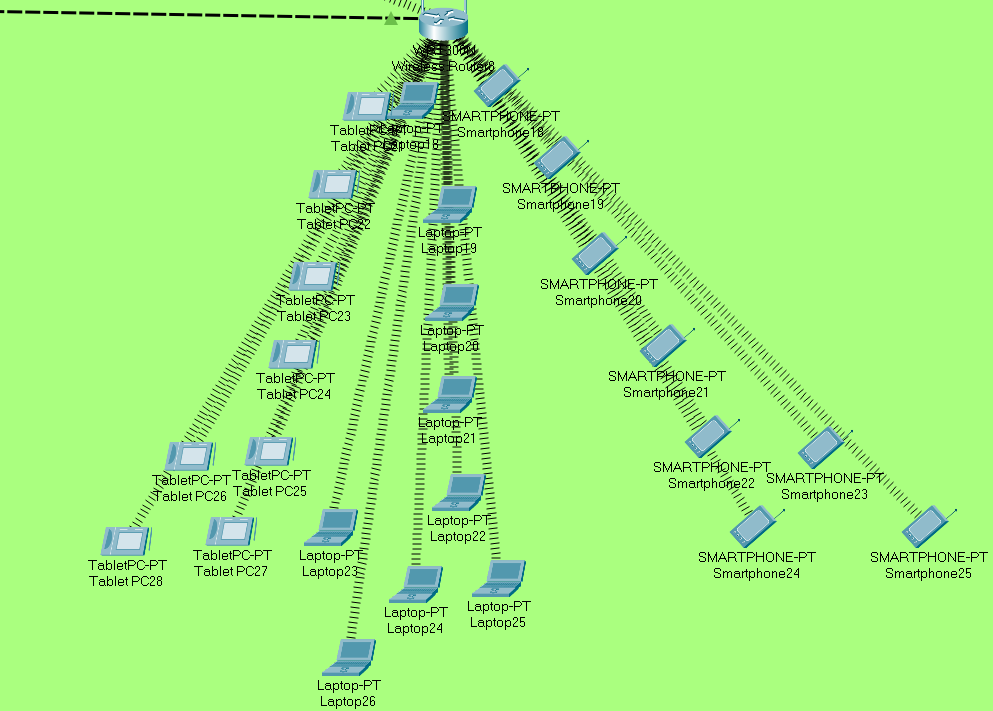 Wireless Router3
SMARTPHONE-PT
Smartphone18
Laptop-PT
Laptop18
SMARTPHONE-PT
Smartphone19
TabletPC-PT
Tablet PC22
Laptop-PT
Laptop19
SMARTPHONE-PT
Smartphone20
TabletPC-PT
Tablet PC23
Laptop-PT
Laptop20
SMARTPHONE-PT
Smartphone21
TabletPC-PT
Tablet PC24
Laptop-PT
Laptop21
SMARTPHONE-PT
Smartphone22
SMARTPHONE-PT
Smartphone23
TabletPC-PT
Tablet PC26
TabletPC-PT
Tablet PC25
Laptop-PT
Laptop22
TabletPC-PT
Tablet PC28
TabletPC-PT
Tablet PC27
Laptop-PT
Laptop23
SMARTPHONE-PT
Smartphone24
SMARTPHONE-PT
Smartphone25
Laptop-PT
Laptop24
Laptop-PT
Laptop25
Laptop-PT
Laptop26